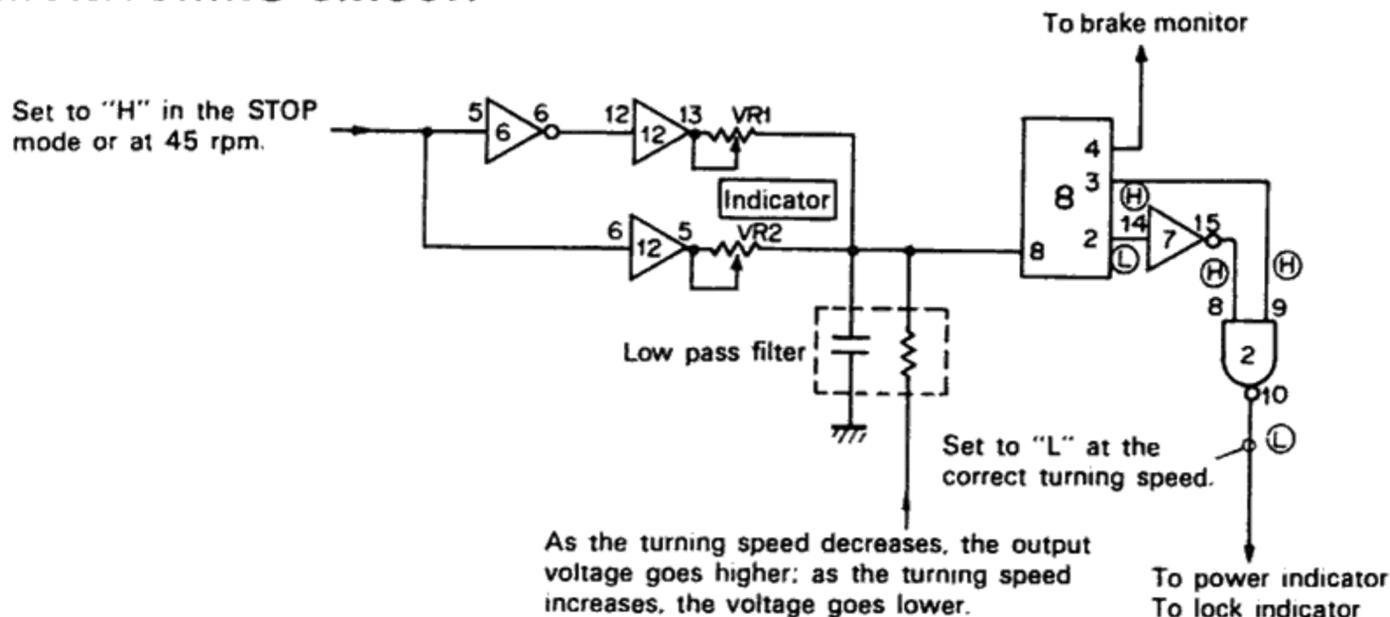 To brake monitor
Set to "H" in the STOP
mode or at 45 rpm.
5 6 6
12 12 13 VR1
Indicator
6 12 5 VR2
8 8 4
3 H
2 L
14 7 15
H H
8 9
2
10
Low pass filter
Set to "L" at the
correct turning speed.
L
As the turning speed decreases, the output
voltage goes higher; as the turning speed
increases, the voltage goes lower.
To power indicator
To lock indicator